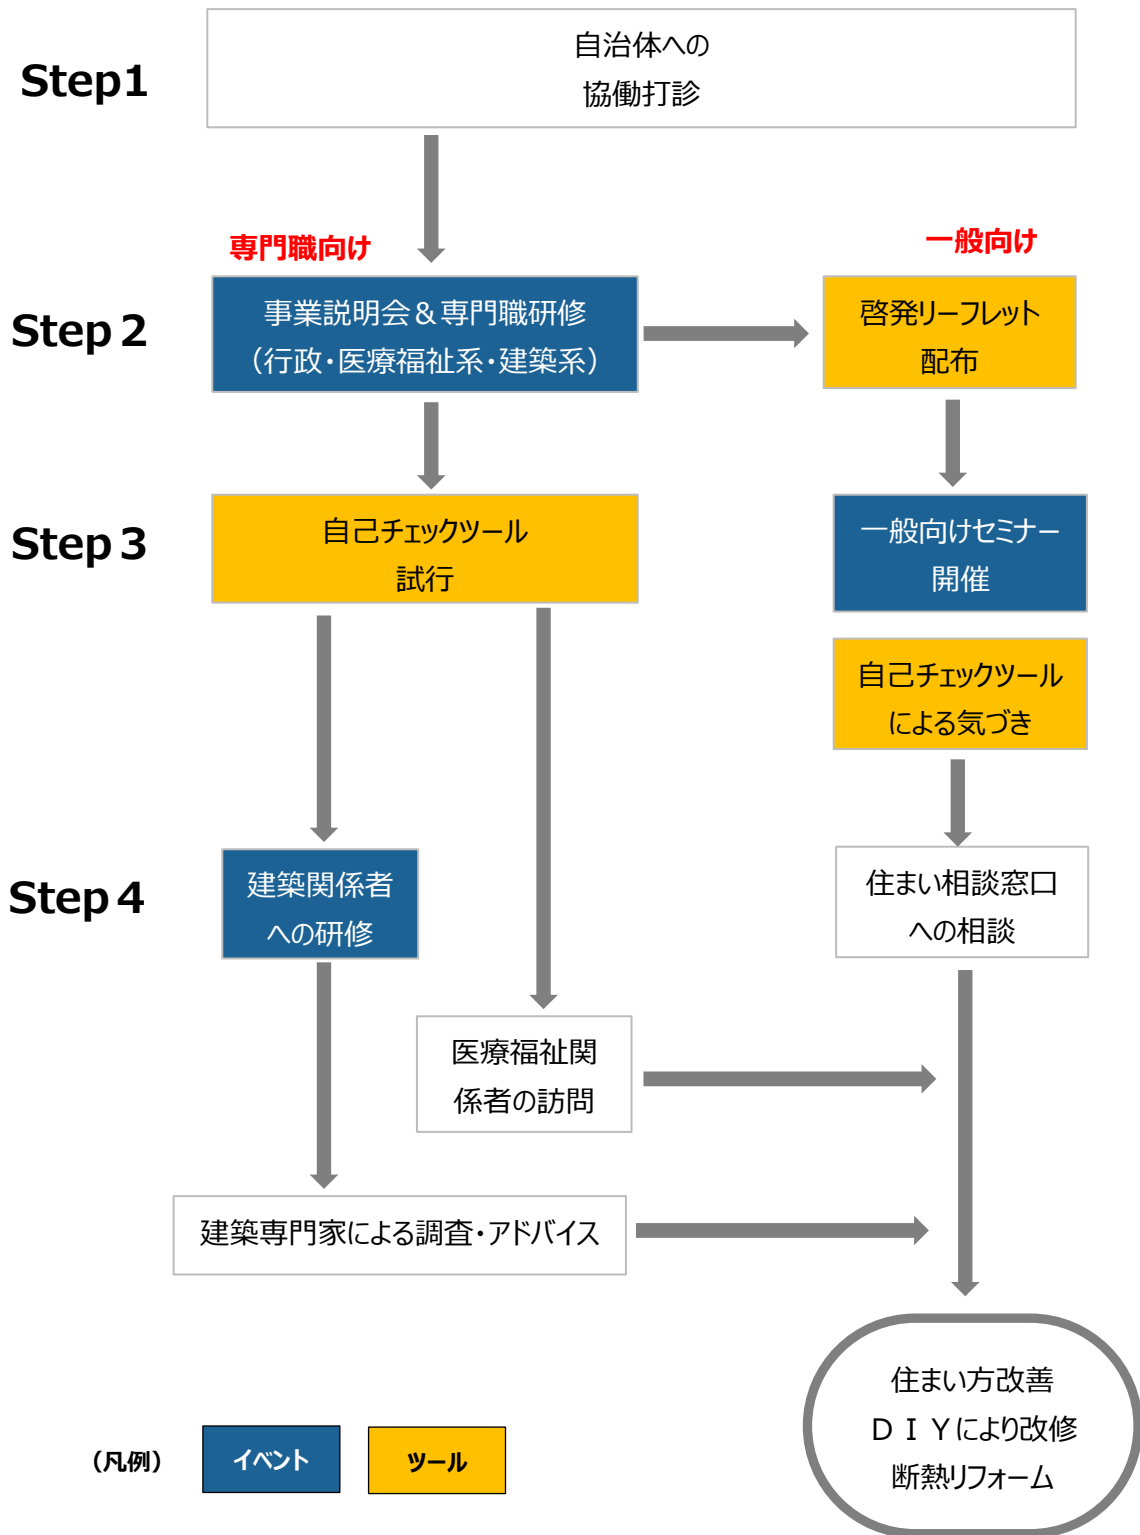 Step1
自治体への
協働打診
専門職向け
一般向け
Step２
事業説明会＆専門職研修
（行政・医療福祉系・建築系）
啓発リーフレット
配布
Step３
自己チェックツール
試行
一般向けセミナー
開催
自己チェックツール
による気づき
Step４
建築関係者
への研修
住まい相談窓口
への相談
医療福祉関
係者の訪問
建築専門家による調査・アドバイス
住まい方改善
ＤＩＹにより改修
断熱リフォーム
（凡例）
イベント
ツール